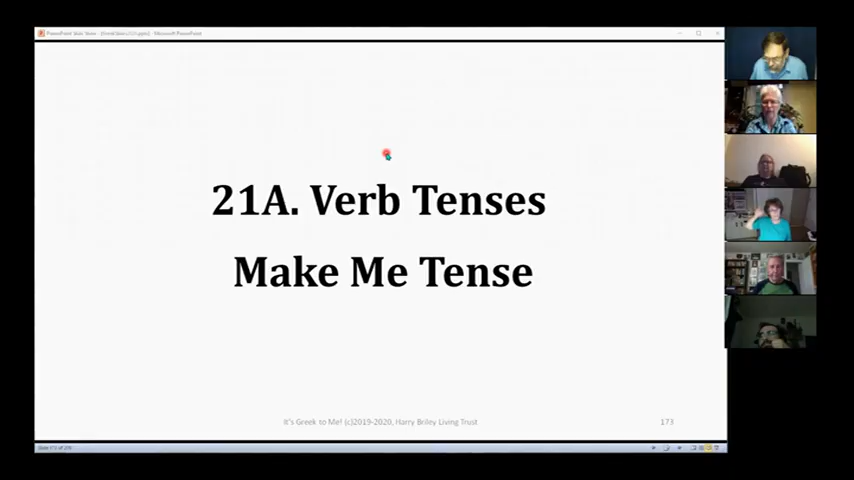 21A. Verb Tenses
Make Me Tense
It's Greek to Me! (c)2019-2020, Harry Briley Living Trust
173